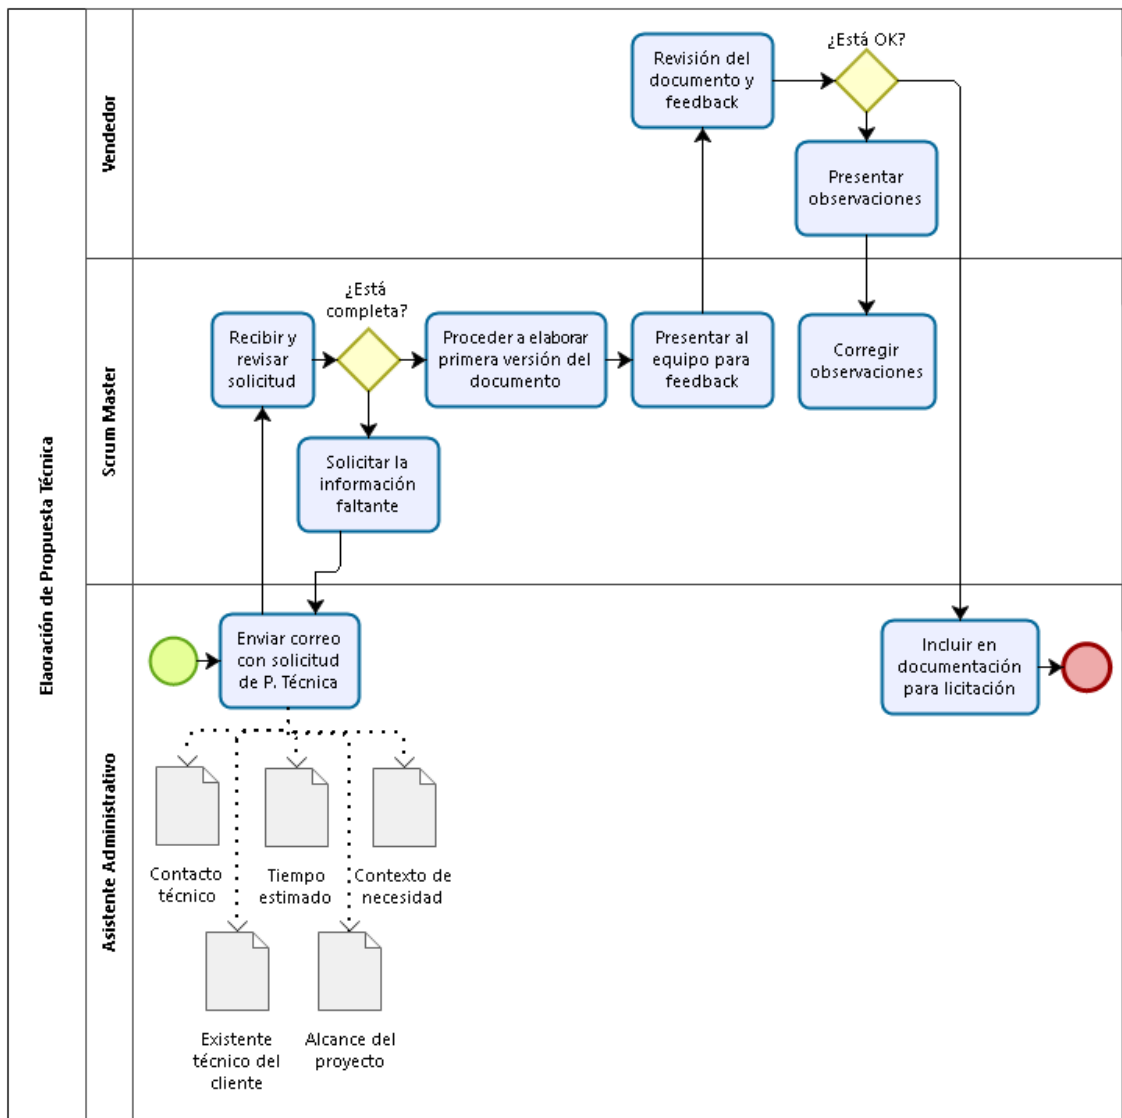 Elaoración de Propuesta Técnica
Vendedor
Revisión del
documento y
feedback
¿Está OK?
Presentar
observaciones
Scrum Master
Recibir y
revisar
solicitud
¿Está
completa?
Proceder a elaborar
primera versión del
documento
Presentar al
equipo para
feedback
Corregir
observaciones
Solicitar la
información
faltante
Asistente Administrativo
Enviar correo
con solicitud
de P. Técnica
Incluir en
documentación
para licitación
Contacto
técnico
Tiempo
estimado
Contexto de
necesidad
Existente
técnico del
cliente
Alcance del
proyecto